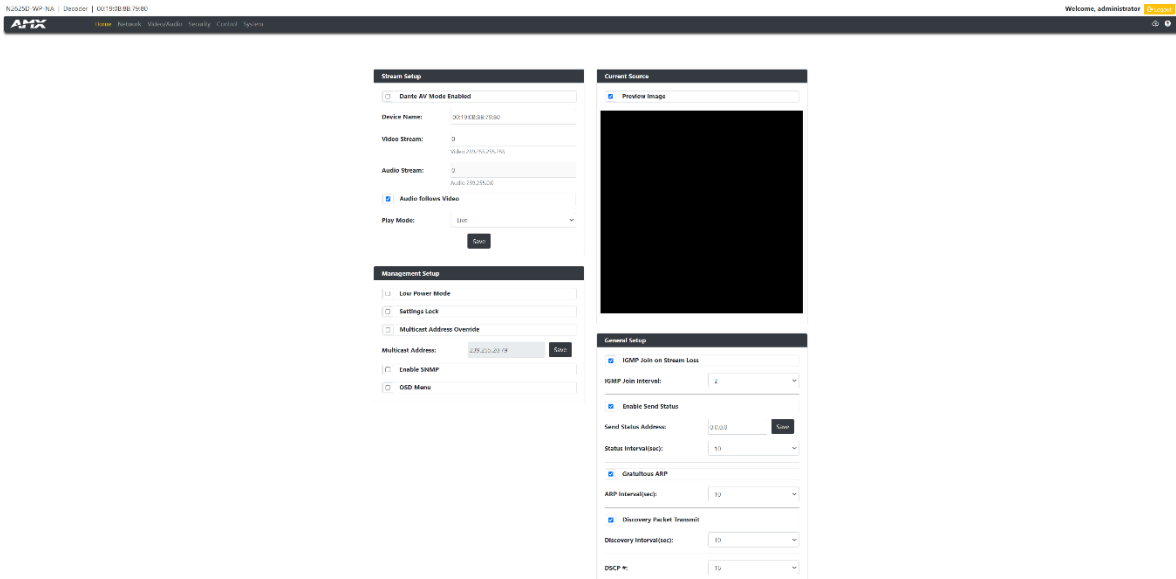 N2625D-WP-NA | Decoder | 00:19:0B:8B:79:80
Welcome, administrator Logout
AMX Home Network Video/Audio Security Control System
Stream Setup
Dante AV Mode Enabled
Device Name: 00:19:0B:8B:79:80
Video Stream: 0
Audio Stream: 0
Audio follows Video
Play Mode: Live
Save
Management Setup
Low Power Mode
Settings Lock
Multicast Address Override
Multicast Address: Save
Enable SNMP
OSD Menu
Current Source
Preview Image
General Setup
IGMP Join on Stream Loss
IGMP Join Interval: 2
Enable Send Status
Send Status Address: 0.0.0.0 Save
Status Interval(sec): 10
Gratuitous ARP
ARP Interval(sec): 10
Discovery Packet Transmit
Discovery Interval(sec): 10
DSCP #: